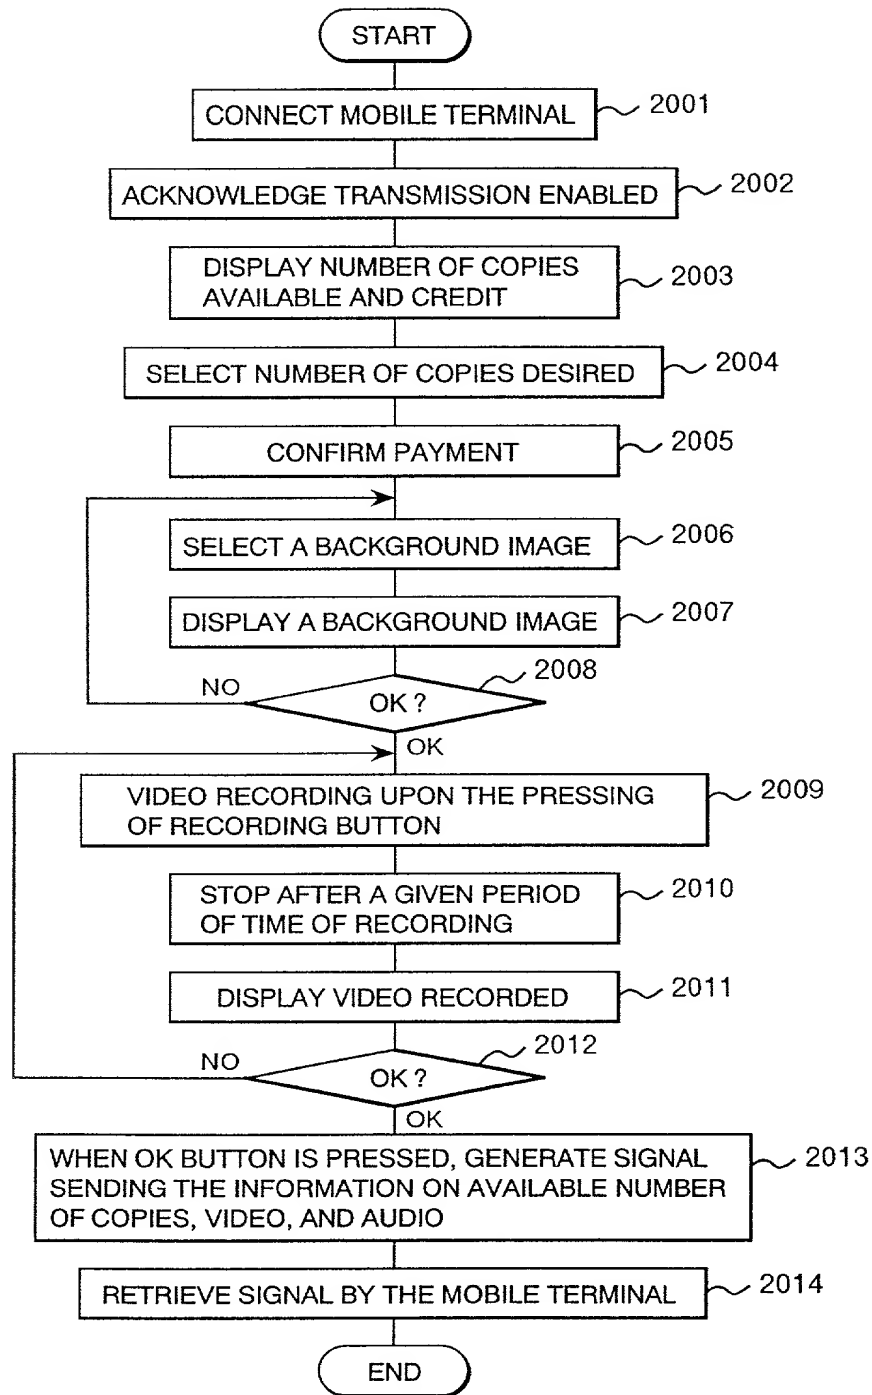 START
CONNECT MOBILE TERMINAL
2001
ACKNOWLEDGE TRANSMISSION ENABLED
2002
DISPLAY NUMBER OF COPIES
AVAILABLE AND CREDIT
2003
SELECT NUMBER OF COPIES DESIRED
2004
CONFIRM PAYMENT
2005
SELECT A BACKGROUND IMAGE
2006
DISPLAY A BACKGROUND IMAGE
2007
2008
NO
OK ?
OK
VIDEO RECORDING UPON THE PRESSING
OF RECORDING BUTTON
2009
STOP AFTER A GIVEN PERIOD
OF TIME OF RECORDING
2010
DISPLAY VIDEO RECORDED
2011
2012
NO
OK ?
OK
WHEN OK BUTTON IS PRESSED, GENERATE SIGNAL
SENDING THE INFORMATION ON AVAILABLE NUMBER
OF COPIES, VIDEO, AND AUDIO
2013
RETRIEVE SIGNAL BY THE MOBILE TERMINAL
2014
END